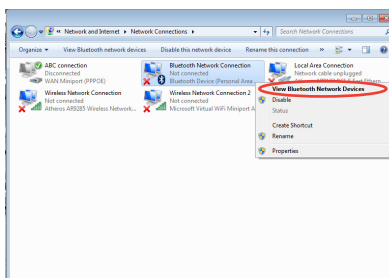 « Network and Internet ▸ Network Connections ▸
Search Network Connections
Organize ▾ View Bluetooth network devices Disable this network device Rename this connection »
ABC connection
Disconnected
WAN Miniport (PPPOE)
Bluetooth Network Connection
Not connected
Bluetooth Device (Personal Area...
Local Area Connection
Network cable unplugged
Wireless Network Connection
Not connected
Atheros AR9285 Wireless Network...
Wireless Network Connection 2
Not connected
Microsoft Virtual WiFi Miniport A
View Bluetooth Network Devices
Disable
Status
Create Shortcut
Rename
Properties